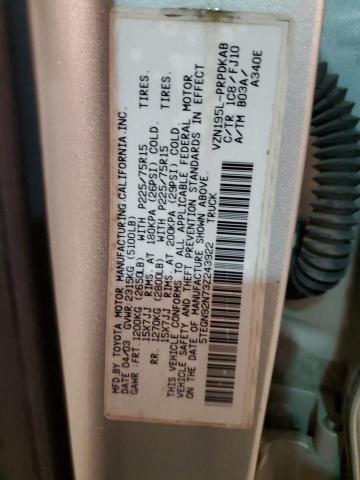 MFD BY TOYOTA MOTOR MANUFACTURING, CALIFORNIA INC.
DATE 04/03 GVWR 2315KG (5100LB)
GAWR: FRT. 1200KG (2650LB) WITH P225/75R15 TIRES.
15X7JJ RIMS. AT 180KPA (26PSI) COLD.
RR. 1270KG (2800LB) WITH P225/75R15 TIRES.
15X7JJ RIMS. AT 200KPA (29PSI) COLD.
THIS VEHICLE CONFORMS TO ALL APPLICABLE FEDERAL MOTOR
VEHICLE SAFETY AND THEFT PREVENTION STANDARDS IN EFFECT
ON THE DATE OF MANUFACTURE SHOWN ABOVE.
5TEGN92N73Z243922 TRUCK
VZN195L-PRPDKAB
C/TR 1C8 / FJ10
A/TM B03A/
A340E